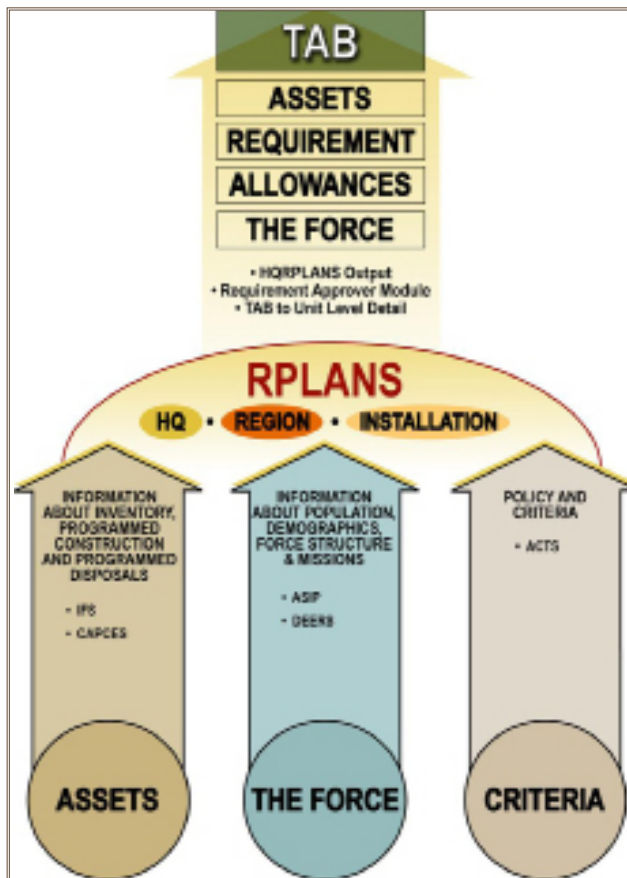 TAB
ASSETS
REQUIREMENT
ALLOWANCES
THE FORCE
• HQRPLANS Output
• Requirement Approver Module
• TAB to Unit Level Detail
RPLANS
HQ • REGION • INSTALLATION
INFORMATION
ABOUT INVENTORY,
PROGRAMMED
CONSTRUCTION
AND PROGRAMMED
DISPOSALS
• IFS
• CAPCES
ASSETS
INFORMATION
ABOUT POPULATION,
DEMOGRAPHICS,
FORCE STRUCTURE
& MISSIONS
• ASIP
• DEERS
THE FORCE
POLICY AND
CRITERIA
• ACTS
CRITERIA